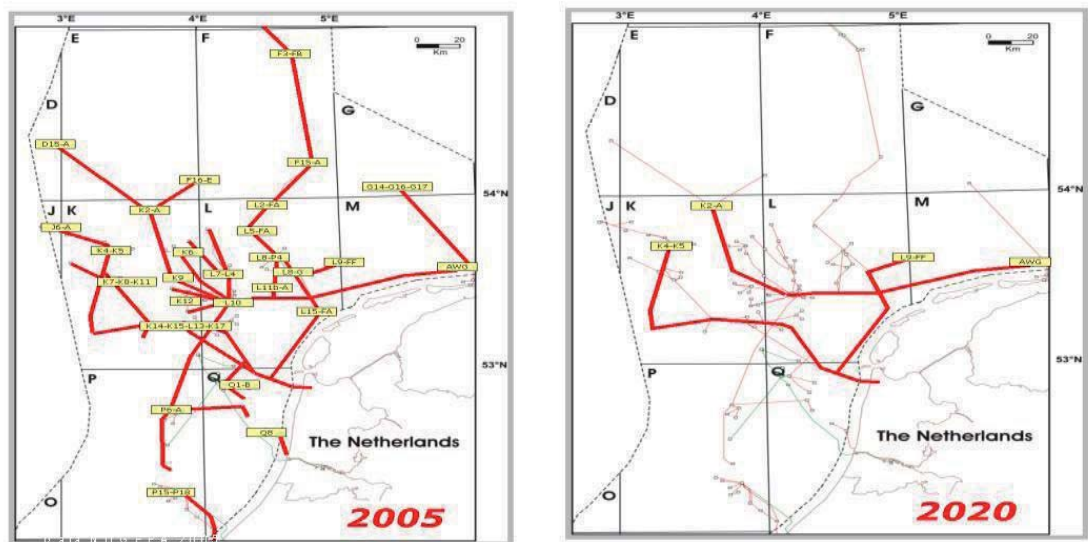 3°E 4°E 5°E
E F
0 20
Km
F3-FB
D
G
D15-A
F15-A
F16-E
G14-G16-G17
54°N
L2-FA
K2-A
J K L M
J6-A
L5-FA
K4-K5
K6
L8-P4
L9-FF
AWG
L7-L4
L8-G
K7-K8-K11
K9
L11b-A
K12
L10
L15-FA
K14-K15-L13-K17
53°N
P
Q
Q1-B
P6-A
Q8
The Netherlands
P15-P18
O
2005
3°E 4°E 5°E
E F
0 20
Km
D
G
54°N
K2-A
J K L M
K4-K5
L9-FF
AWG
53°N
P
Q
The Netherlands
O
2020